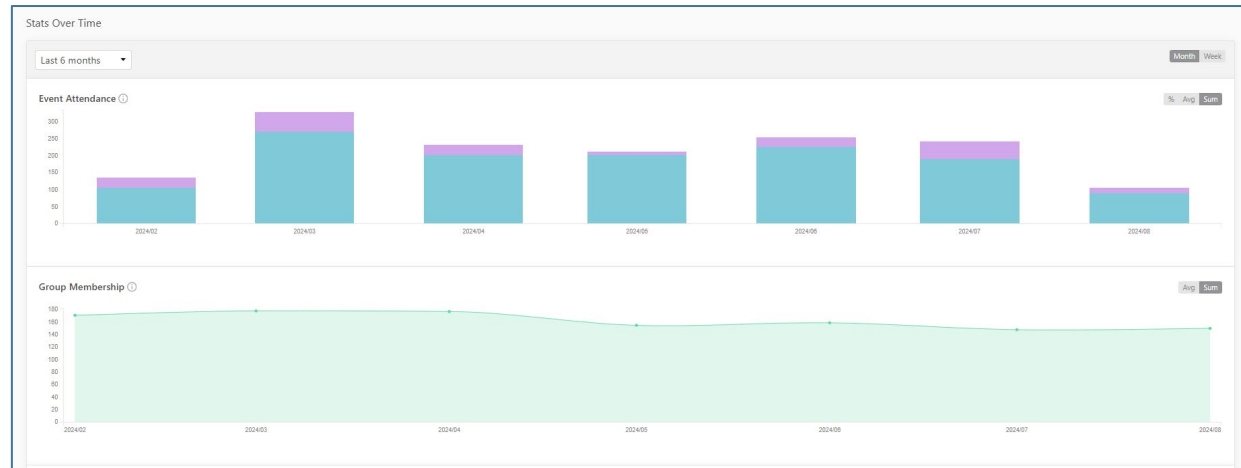 Stats Over Time
Last 6 months
Month Week
Event Attendance
% Avg Sum
300
250
200
150
100
50
0
2024/02 2024/03 2024/04 2024/05 2024/06 2024/07 2024/08
Group Membership
Avg Sum
180
160
140
120
100
80
60
40
20
0
2024/02 2024/03 2024/04 2024/05 2024/06 2024/07 2024/08